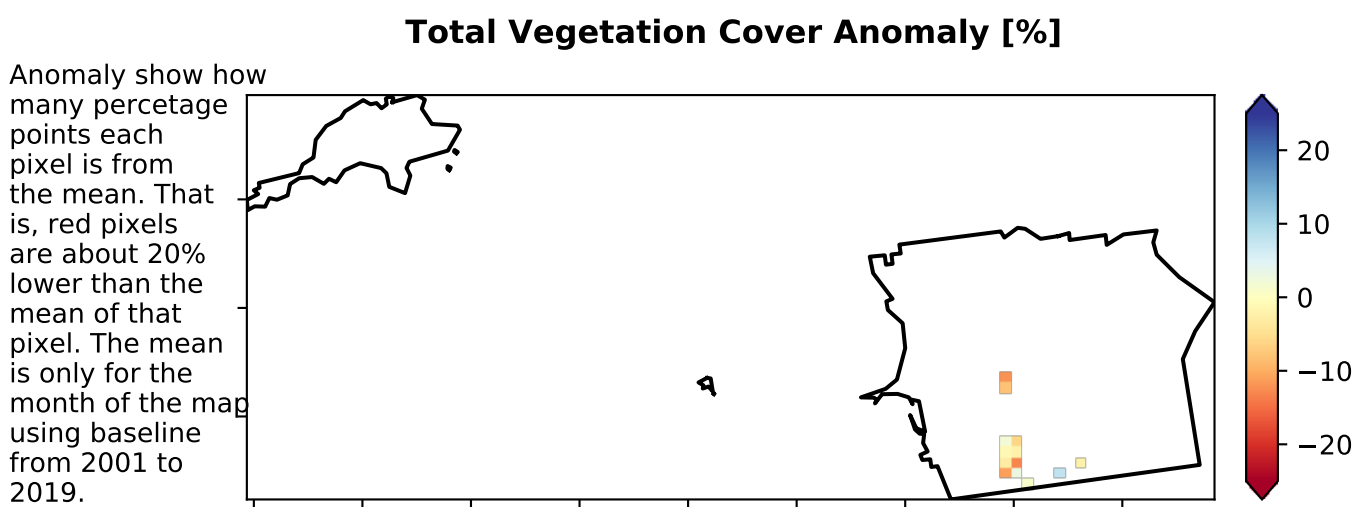 Total Vegetation Cover Anomaly [%]
Anomaly show how
many percetage
points each
pixel is from
the mean. That
is, red pixels
are about 20%
lower than the
mean of that
pixel. The mean
is only for the
month of the map
using baseline
from 2001 to
2019.
20
10
0
−10
−20